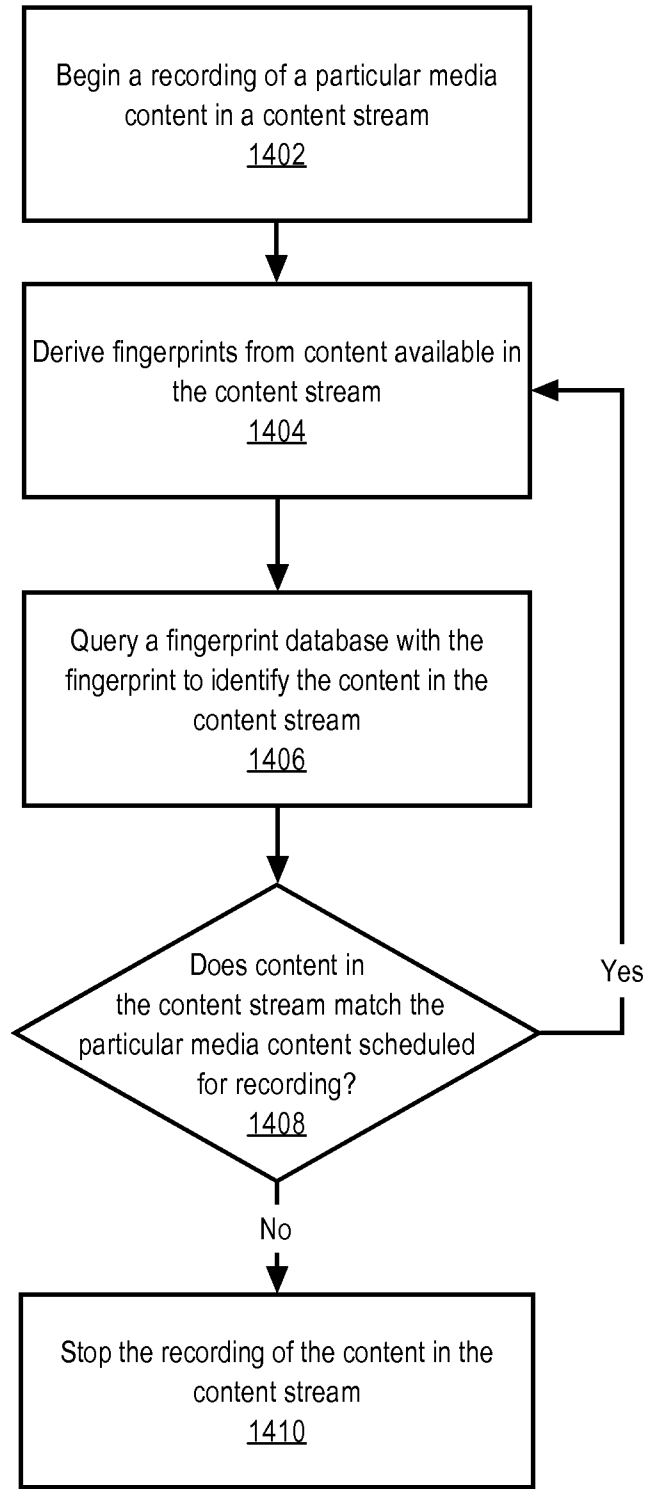 Begin a recording of a particular media
content in a content stream
1402
Derive fingerprints from content available in
the content stream
1404
Query a fingerprint database with the
fingerprint to identify the content in the
content stream
1406
Does content in
the content stream match the
particular media content scheduled
for recording?
1408
Yes
No
Stop the recording of the content in the
content stream
1410